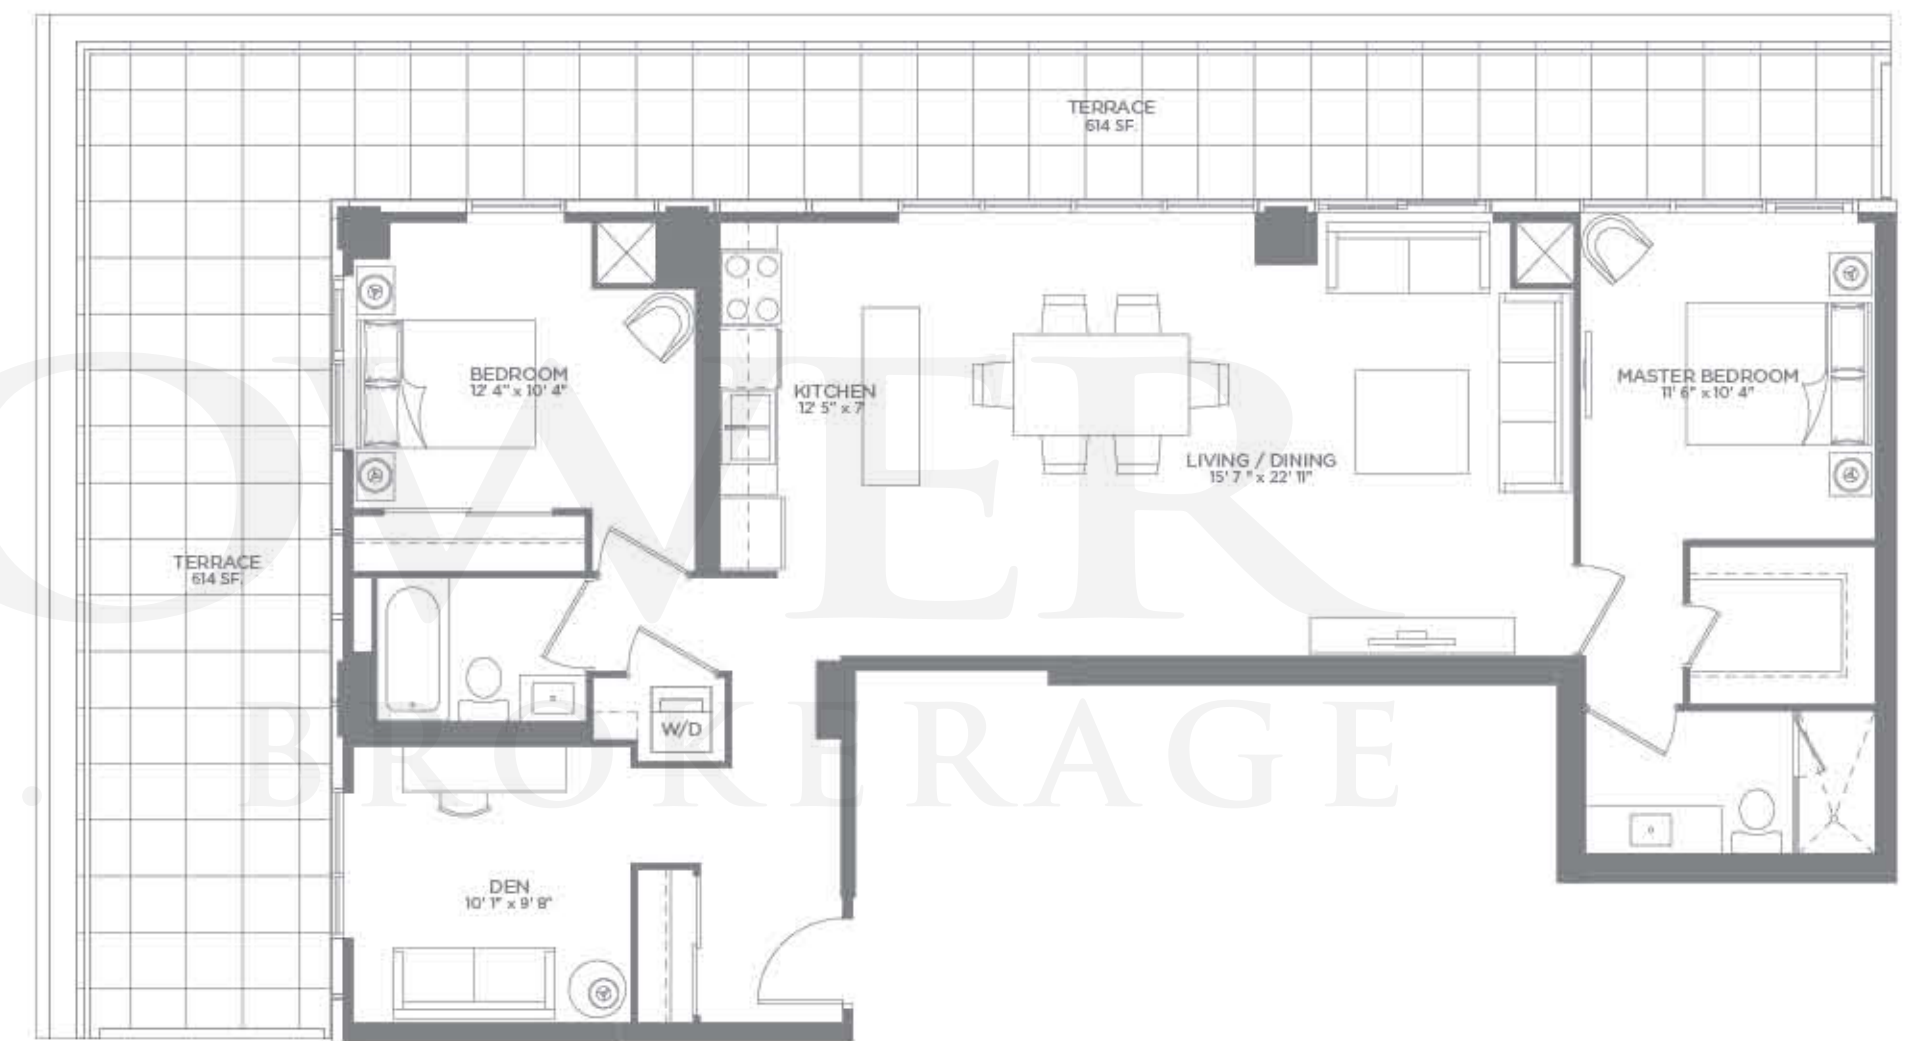 TERRACE
614 SF.
BEDROOM
12' 4" x 10' 4"
KITCHEN
12' 5" x 7'
MASTER BEDROOM
11' 6" x 10' 4"
LIVING / DINING
15' 7 " x 22' 11"
TERRACE
614 SF.
W/D
DEN
10' 1" x 9' 8"
OWER
. BROKERAGE